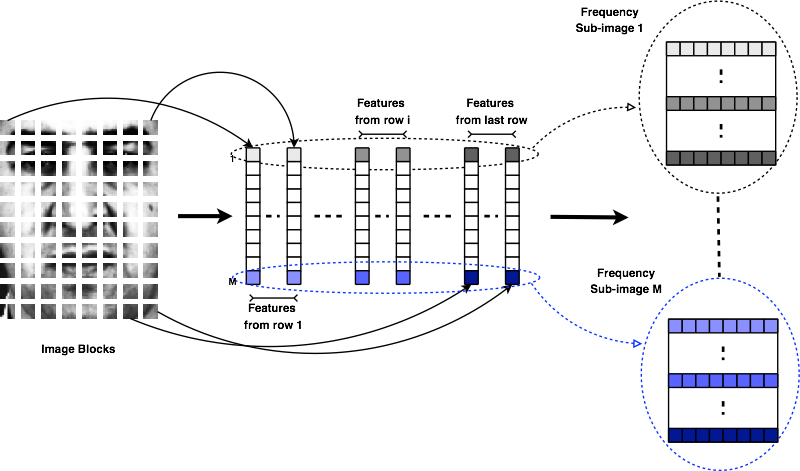 Frequency
Sub-image 1
Features
from row i
Features
from last row
1
M
Features
from row 1
Frequency
Sub-image M
Image Blocks